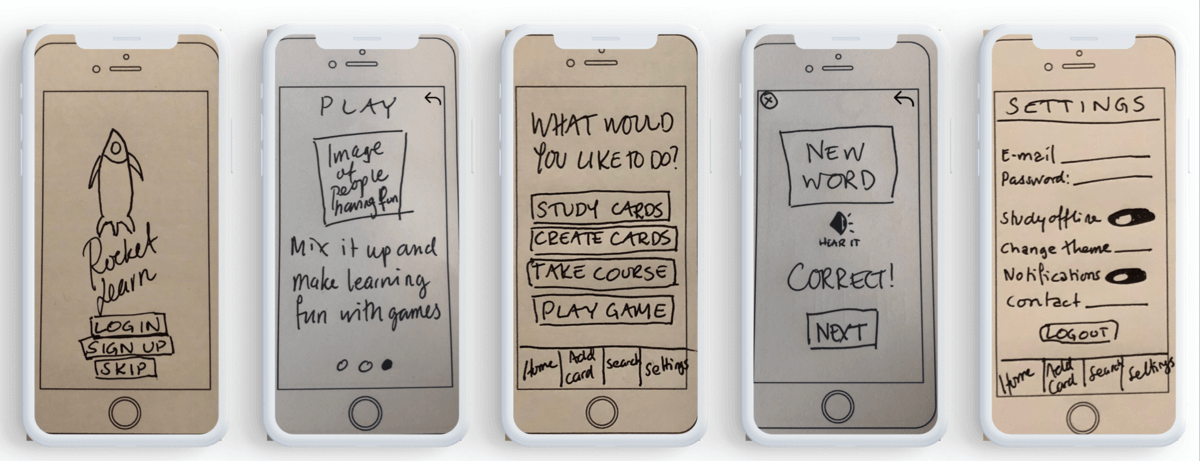 Rocket
Learn
LOGIN
SIGN UP
SKIP
PLAY
Image
of
people
having fun
Mix it up and
make learning
fun with games
WHAT WOULD
YOU LIKE TO DO?
STUDY CARDS
CREATE CARDS
TAKE COURSE
PLAY GAME
Home Add card Search Settings
NEW
WORD
HEAR IT
CORRECT!
NEXT
SETTINGS
E-mail
Password:
Study offline
Change theme
Notifications
Contact
LOGOUT
Home Add Card Search Settings